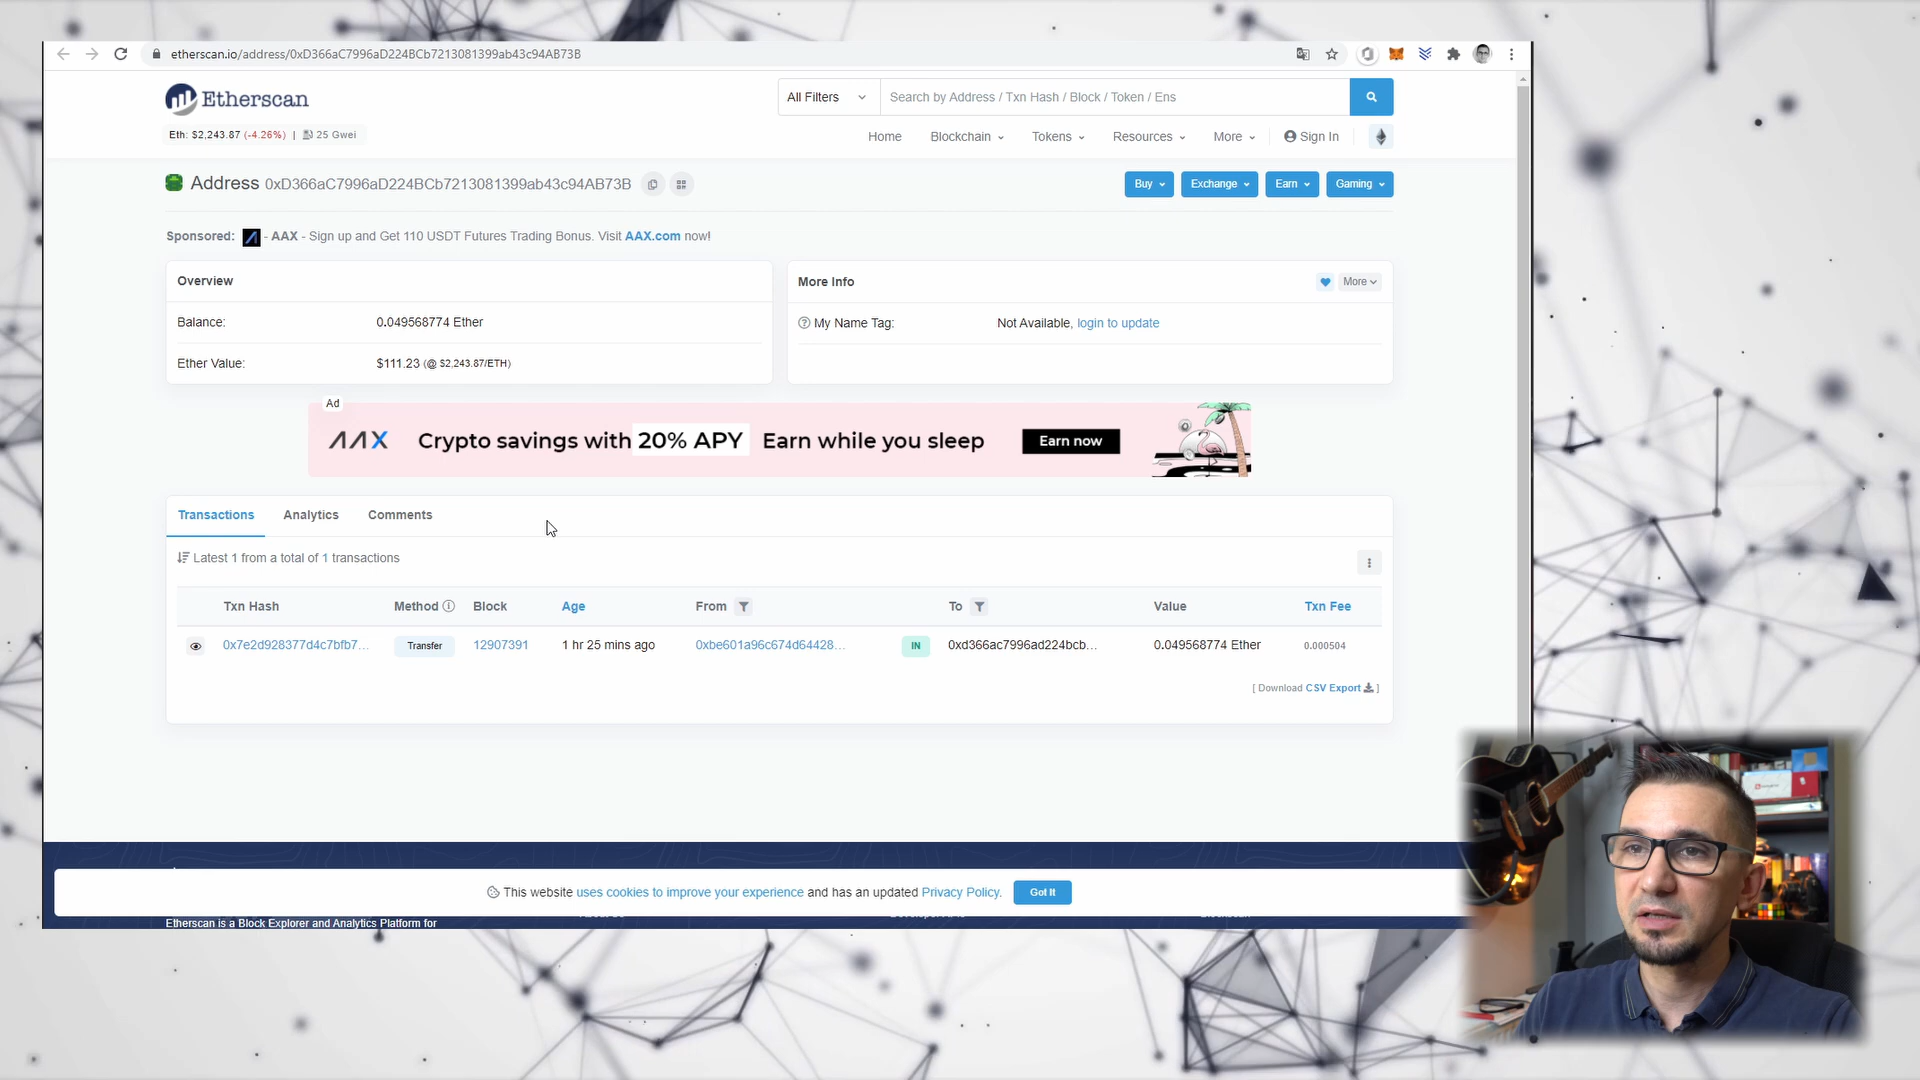 etherscan.io/address/0xD366aC7996aD224BCb7213081399ab43c94AB73B
Etherscan
All Filters
Search by Address / Txn Hash / Block / Token / Ens
Eth: $2,243.87 (-4.26%) | 25 Gwei
Home Blockchain Tokens Resources More Sign In
Address 0xD366aC7996aD224BCb7213081399ab43c94AB73B
Buy Exchange Earn Gaming
Sponsored: - AAX - Sign up and Get 110 USDT Futures Trading Bonus. Visit AAX.com now!
Overview
Balance: 0.049568774 Ether
Ether Value: $111.23 (@ $2,243.87/ETH)
More Info
More
My Name Tag: Not Available, login to update
Ad
AAX Crypto savings with 20% APY Earn while you sleep Earn now
Transactions Analytics Comments
Latest 1 from a total of 1 transactions
Txn Hash Method Block Age From To Value Txn Fee
0x7e2d928377d4c7bfb7... Transfer 12907391 1 hr 25 mins ago 0xbe601a96c674d64428... IN 0xd366ac7996ad224bcb... 0.049568774 Ether 0.000504
[ Download CSV Export ]
This website uses cookies to improve your experience and has an updated Privacy Policy. Got It
Etherscan is a Block Explorer and Analytics Platform for